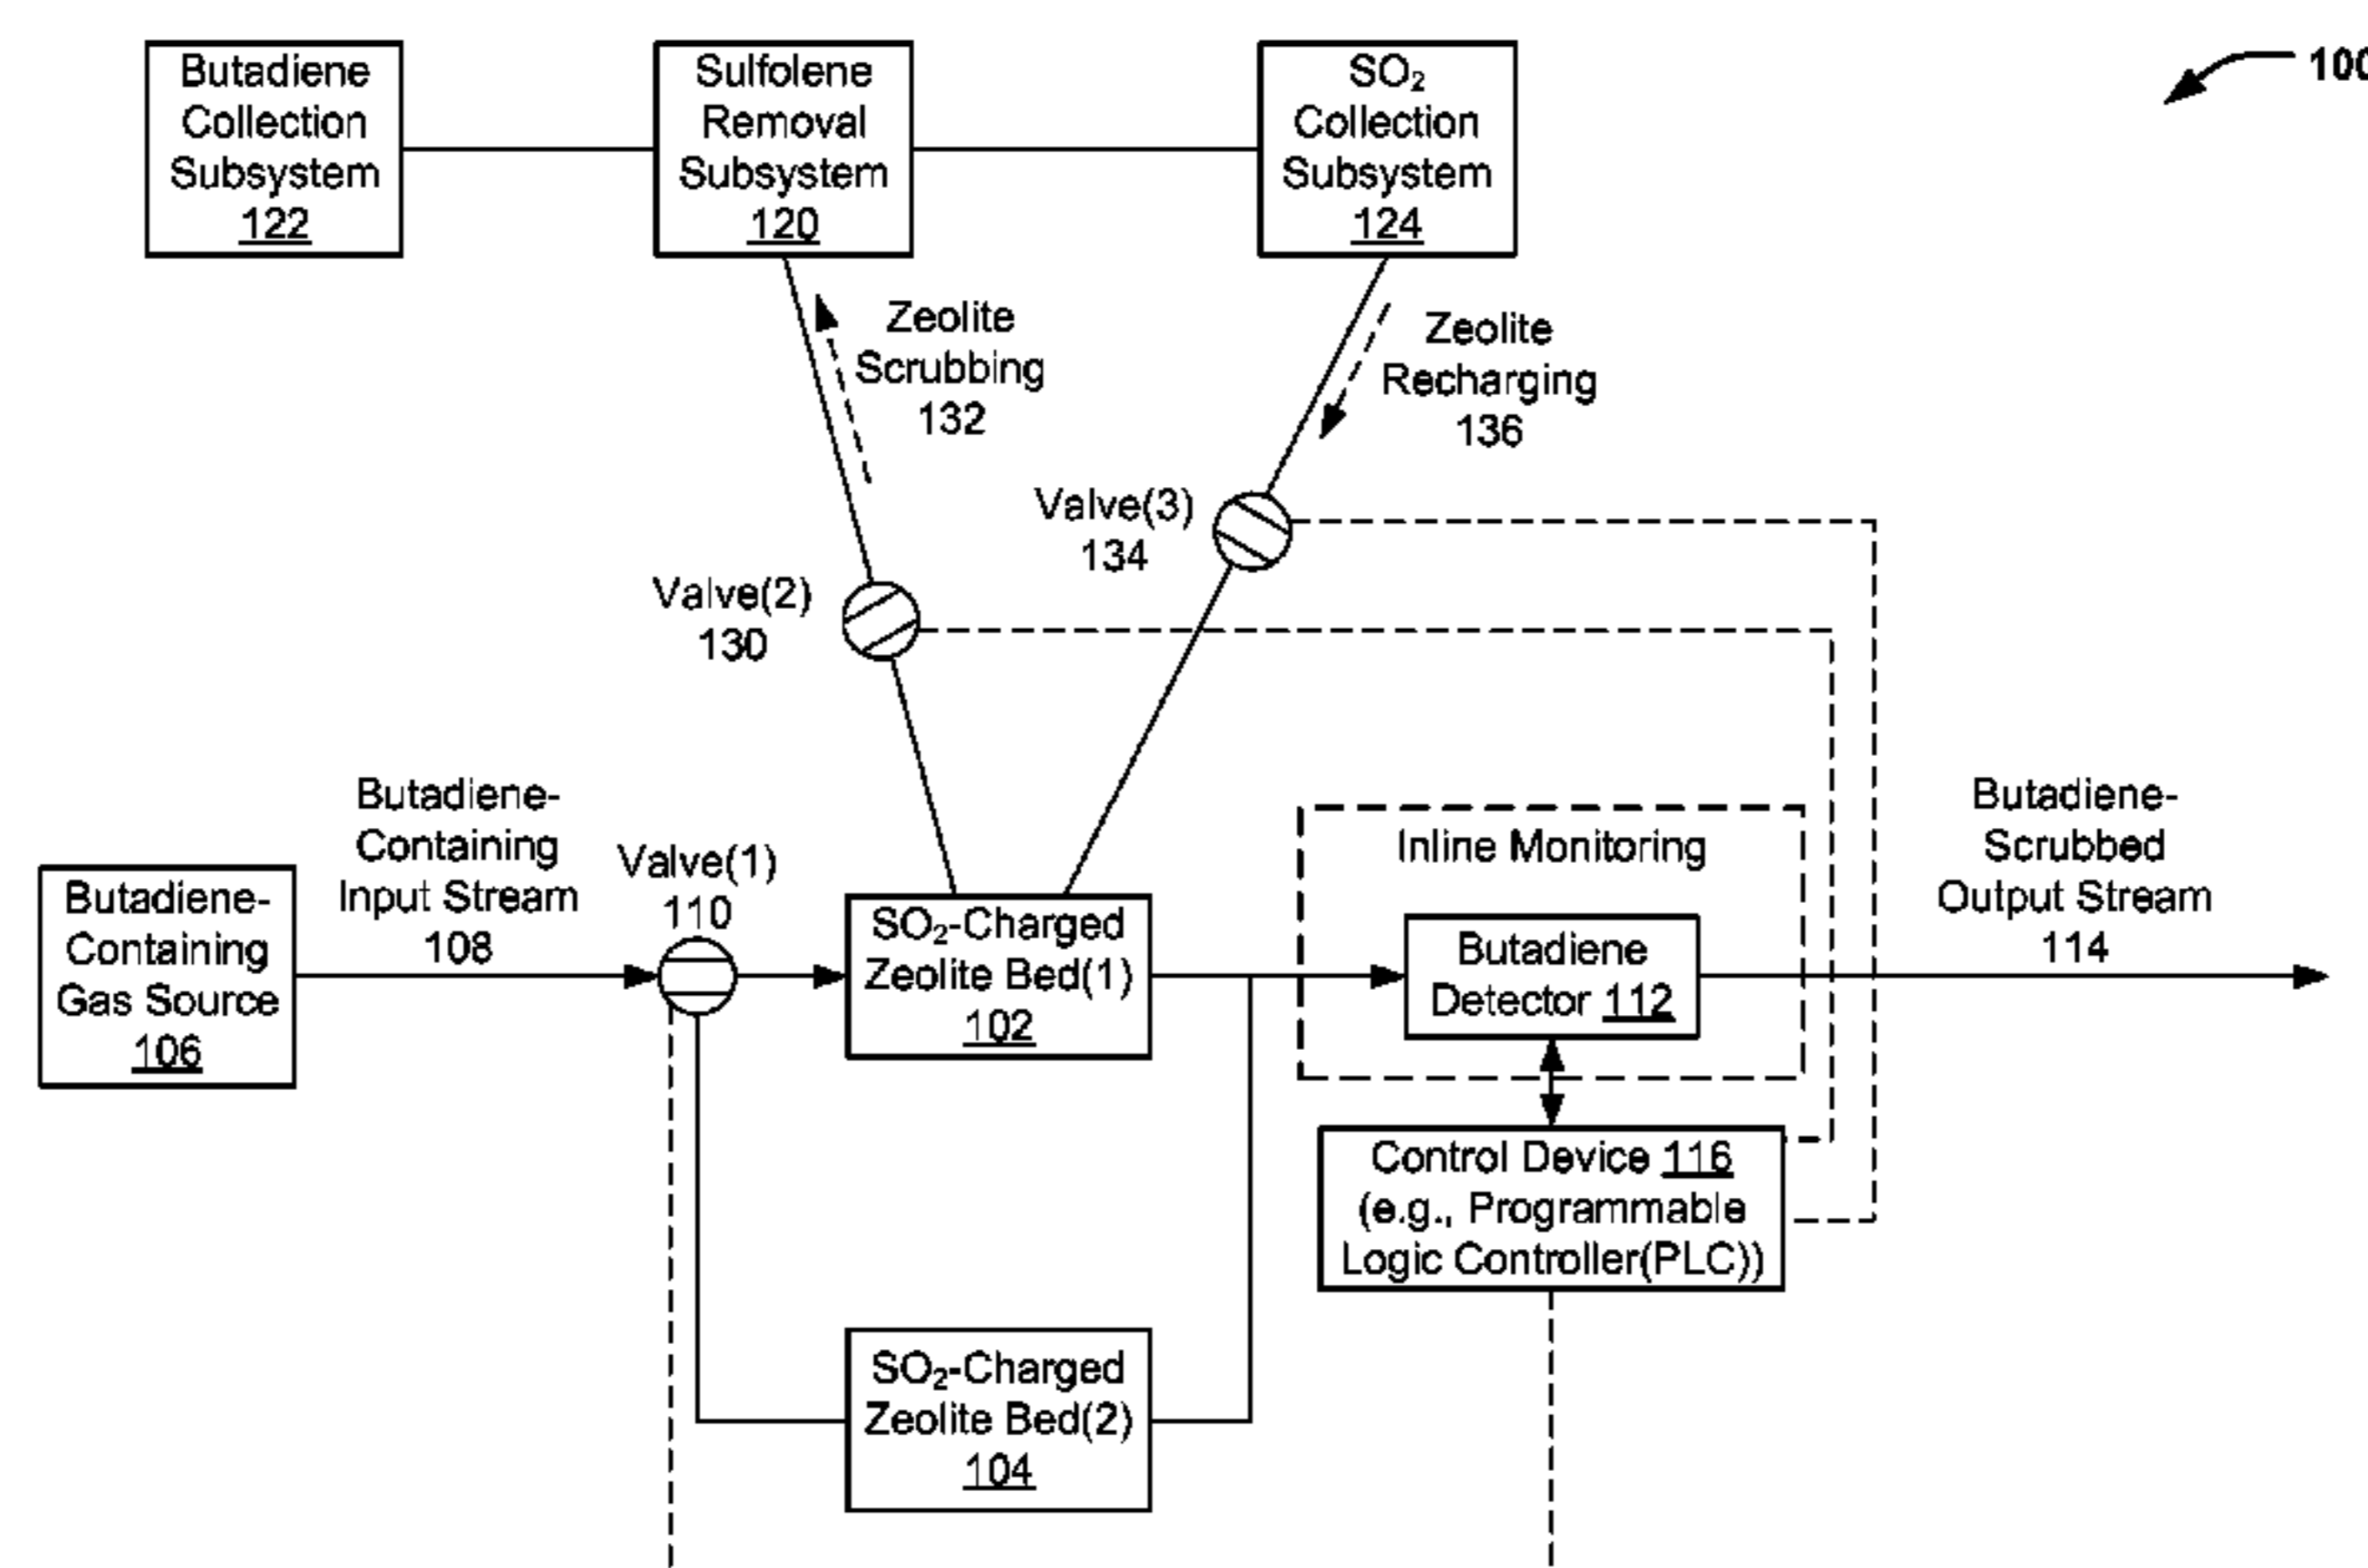 Butadiene
Collection
Subsystem
122
Sulfolene
Removal
Subsystem
120
SO₂
Collection
Subsystem
124
100
Zeolite
Scrubbing
132
Zeolite
Recharging
136
Valve(3)
134
Valve(2)
130
Butadiene-
Containing
Gas Source
106
Butadiene-
Containing
Input Stream
108
Valve(1)
110
SO₂-Charged
Zeolite Bed(1)
102
Inline Monitoring
Butadiene
Detector 112
Butadiene-
Scrubbed
Output Stream
114
Control Device 116
(e.g., Programmable
Logic Controller(PLC))
SO₂-Charged
Zeolite Bed(2)
104